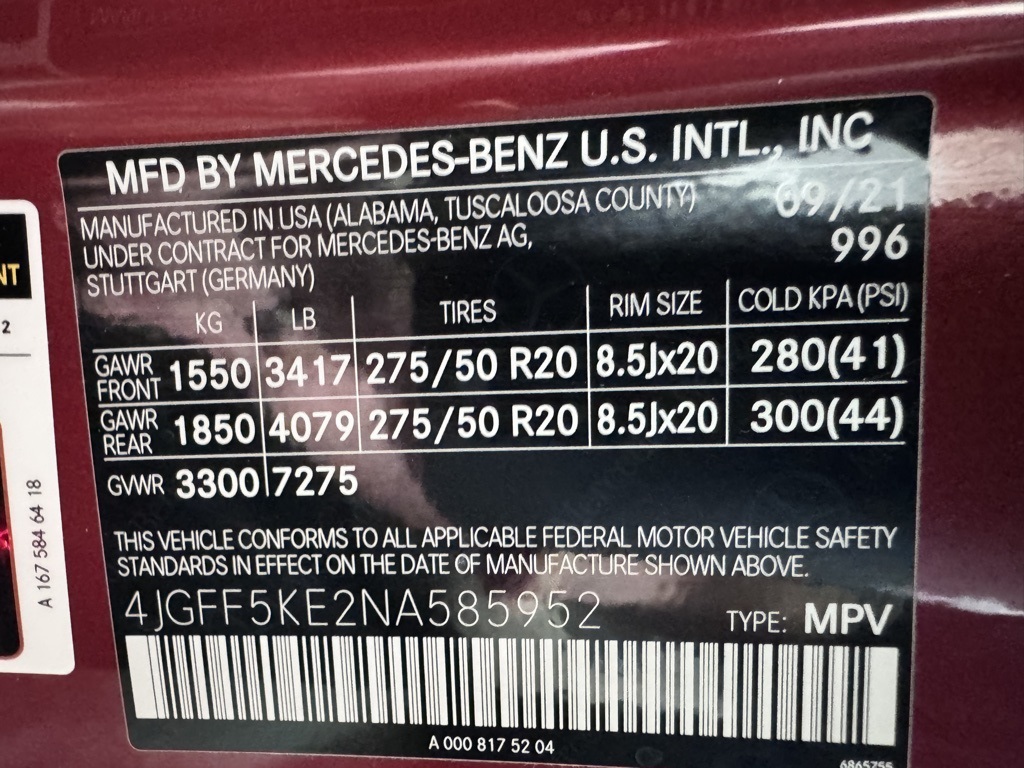 MFD BY MERCEDES-BENZ U.S. INTL., INC
MANUFACTURED IN USA (ALABAMA, TUSCALOOSA COUNTY) 09/21
UNDER CONTRACT FOR MERCEDES-BENZ AG, 996
STUTTGART (GERMANY)
KG LB TIRES RIM SIZE COLD KPA (PSI)
GAWR FRONT 1550 3417 275/50 R20 8.5Jx20 280(41)
GAWR REAR 1850 4079 275/50 R20 8.5Jx20 300(44)
GVWR 3300 7275
THIS VEHICLE CONFORMS TO ALL APPLICABLE FEDERAL MOTOR VEHICLE SAFETY
STANDARDS IN EFFECT ON THE DATE OF MANUFACTURE SHOWN ABOVE.
4JGFF5KE2NA585952 TYPE: MPV
A 000 817 52 04
6865755
NT
2
A 167 584 64 18